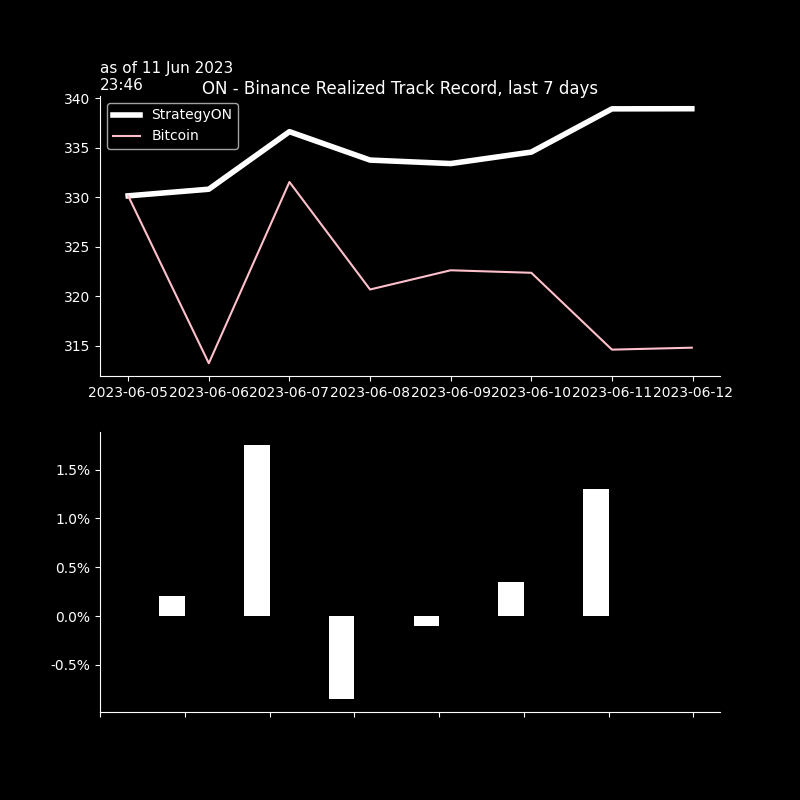 as of 11 Jun 2023
23:46
ON - Binance Realized Track Record, last 7 days
StrategyON
Bitcoin
340
335
330
325
320
315
2023-06-05 2023-06-06 2023-06-07 2023-06-08 2023-06-09 2023-06-10 2023-06-11 2023-06-12
1.5%
1.0%
0.5%
0.0%
-0.5%